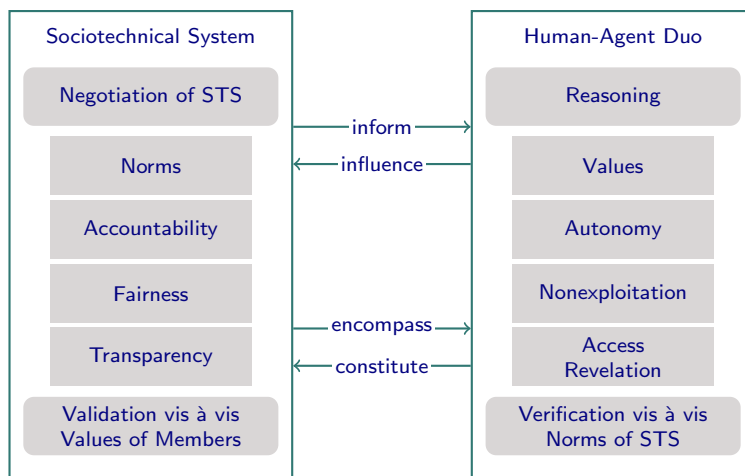 Sociotechnical System
Negotiation of STS
Norms
Accountability
Fairness
Transparency
Validation vis à vis
Values of Members
inform
influence
encompass
constitute
Human-Agent Duo
Reasoning
Values
Autonomy
Nonexploitation
Access
Revelation
Verification vis à vis
Norms of STS